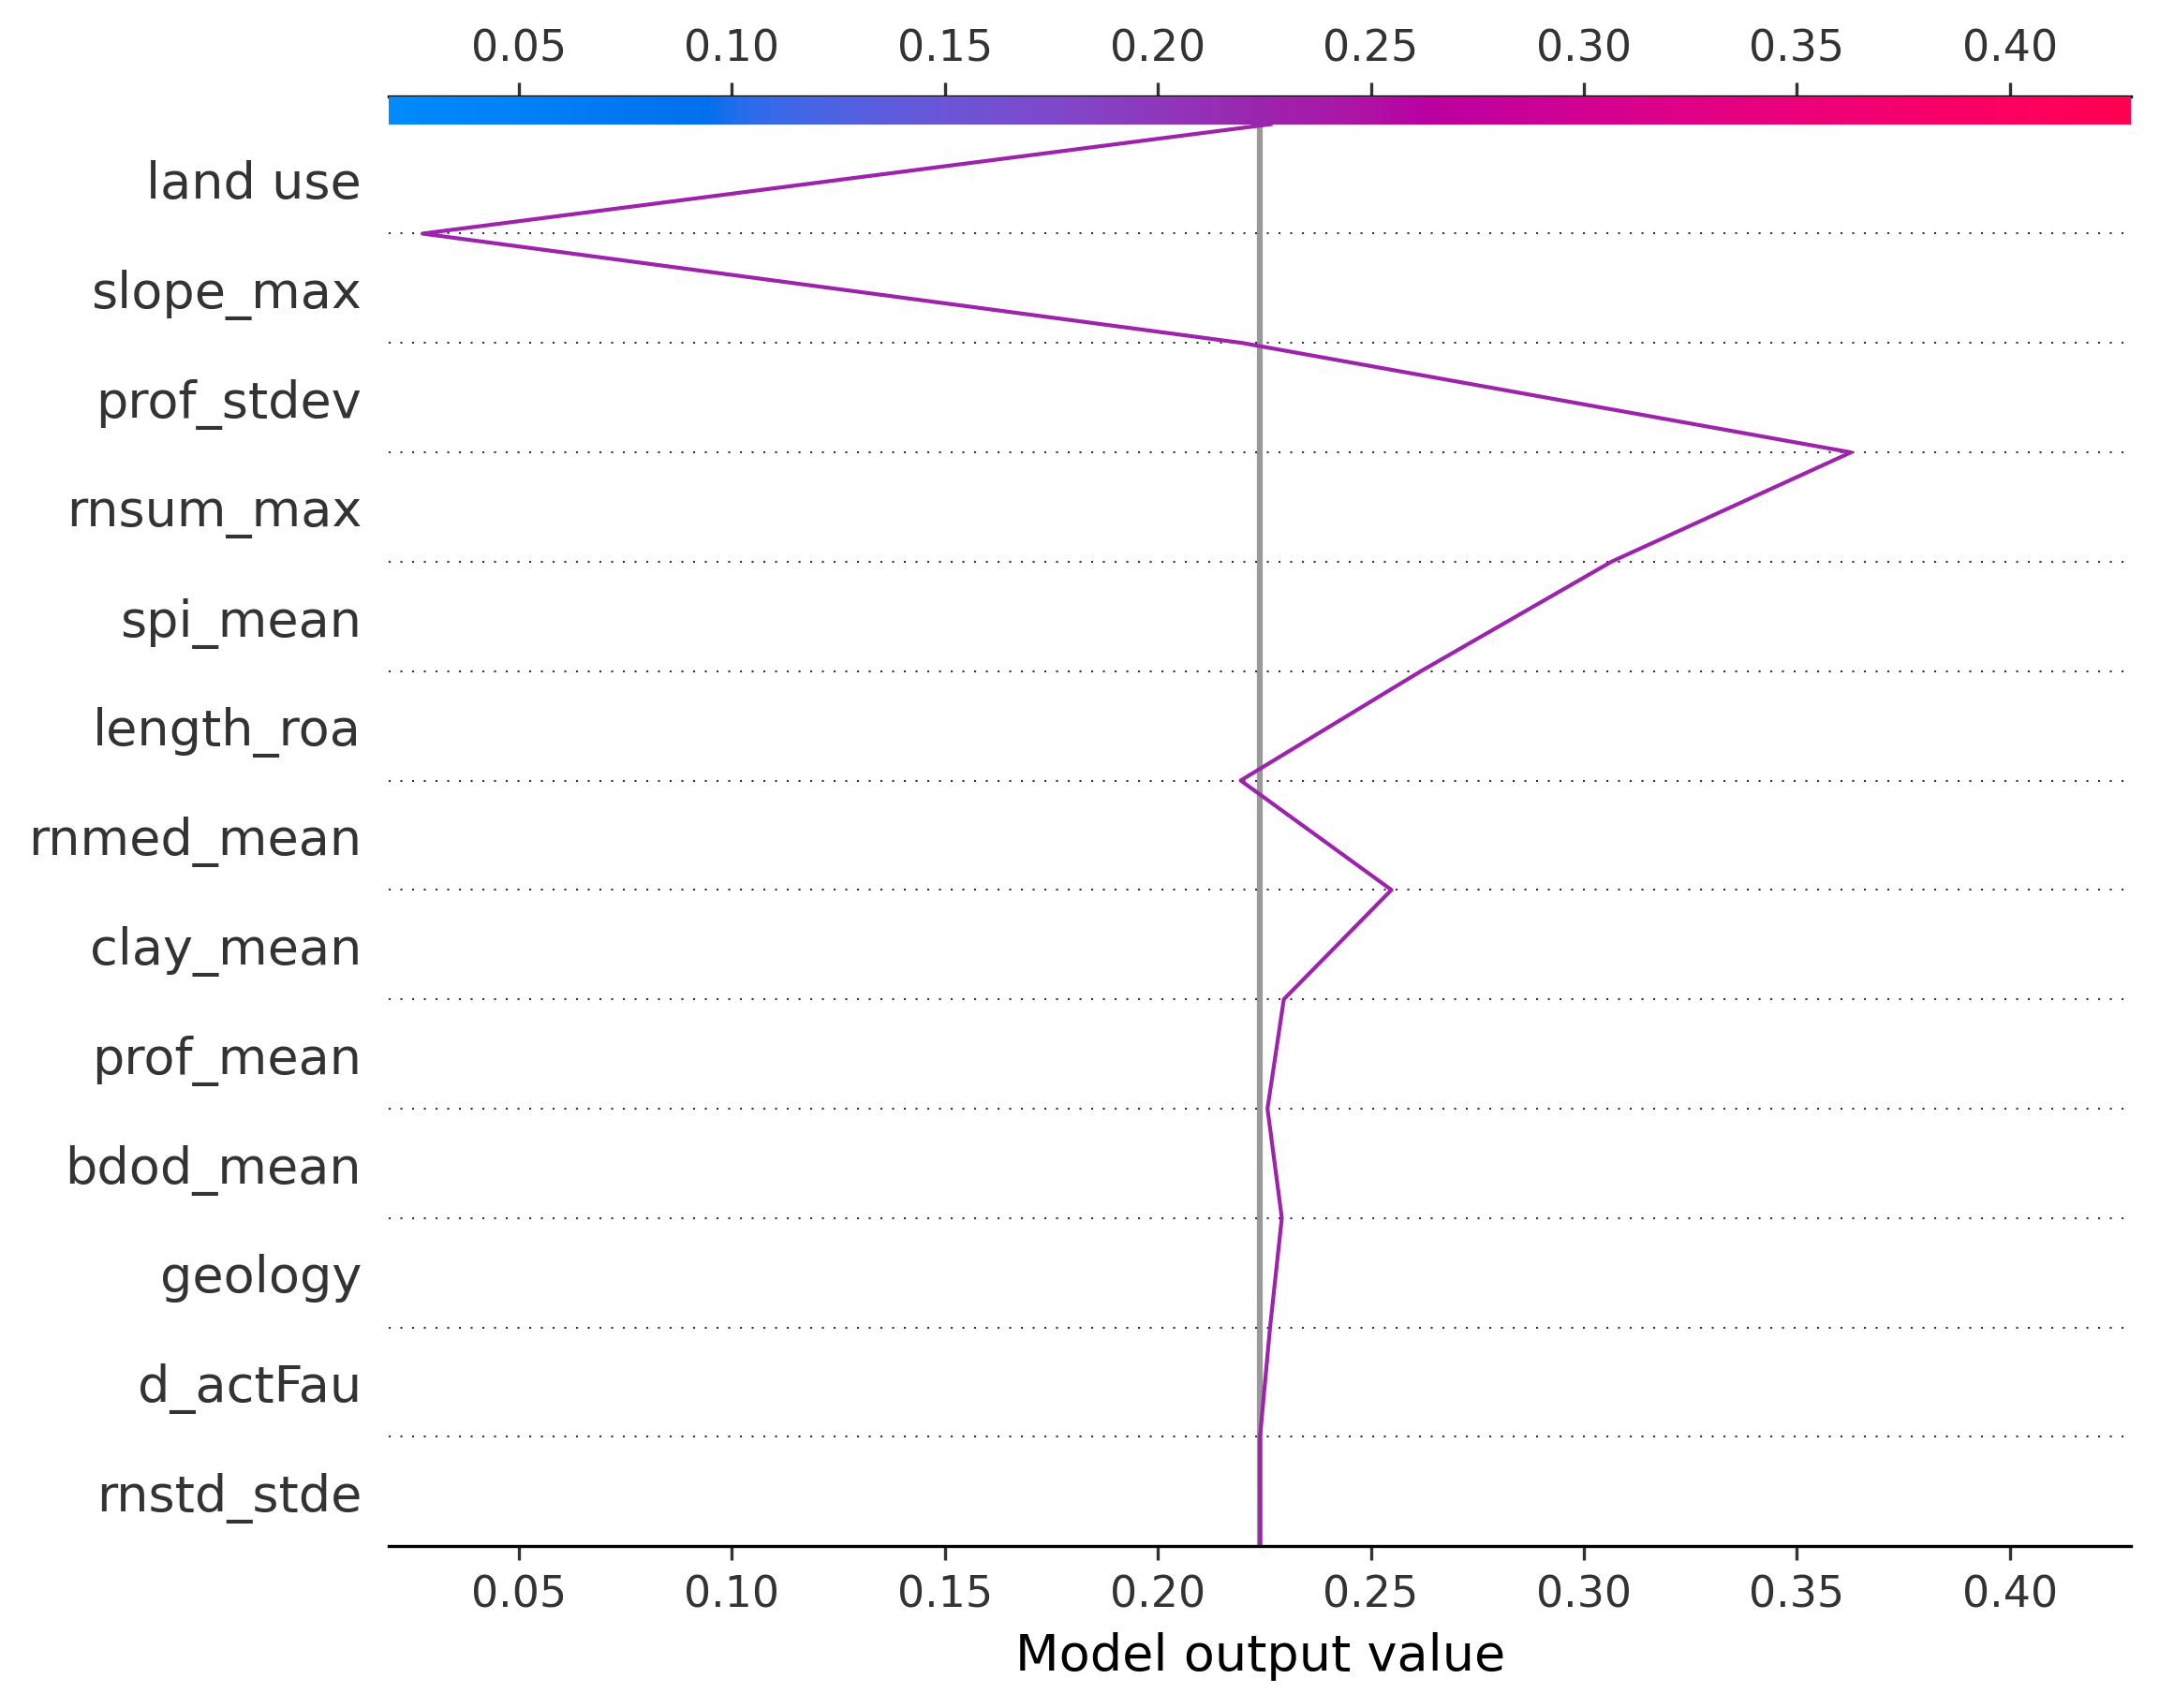 0.05 0.10 0.15 0.20 0.25 0.30 0.35 0.40
land use
slope_max
prof_stdev
rnsum_max
spi_mean
length_roa
rnmed_mean
clay_mean
prof_mean
bdod_mean
geology
d_actFau
rnstd_stde
0.05 0.10 0.15 0.20 0.25 0.30 0.35 0.40
Model output value